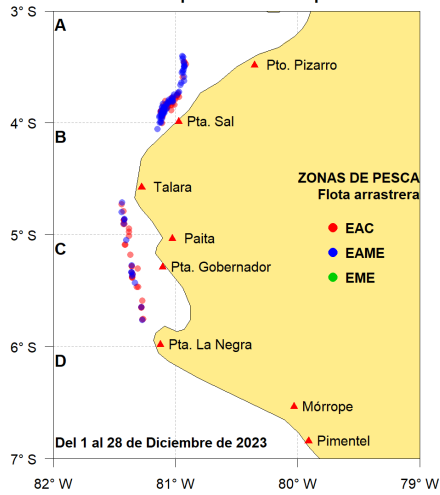 3° S
A
Pto. Pizarro
4° S
Pta. Sal
B
ZONAS DE PESCA
Flota arrastrera
Talara
EAC
5° S
Paita
EAME
C
Pta. Gobernador
EME
6° S
Pta. La Negra
D
Mórrope
Del 1 al 28 de Diciembre de 2023
Pimentel
7° S
82° W
81° W
80° W
79° W